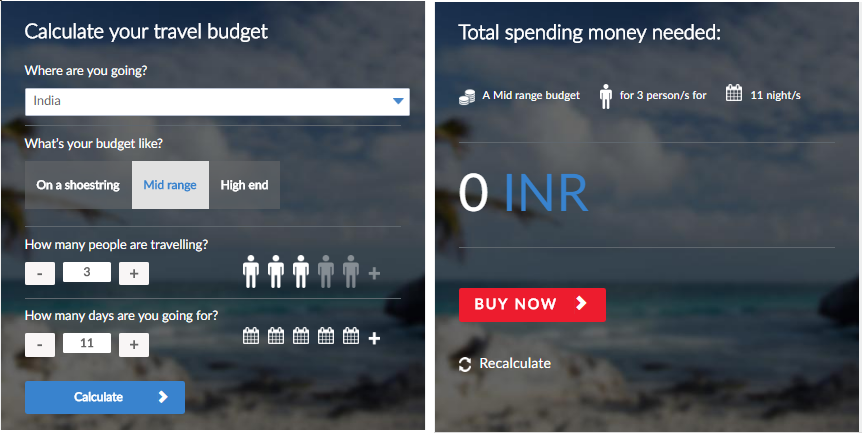 Calculate your travel budget
Where are you going?
India
What's your budget like?
On a shoestring Mid range High end
How many people are travelling?
- 3 + +
How many days are you going for?
- 11 + +
Calculate
Total spending money needed:
A Mid range budget for 3 person/s for 11 night/s
0 INR
BUY NOW
Recalculate